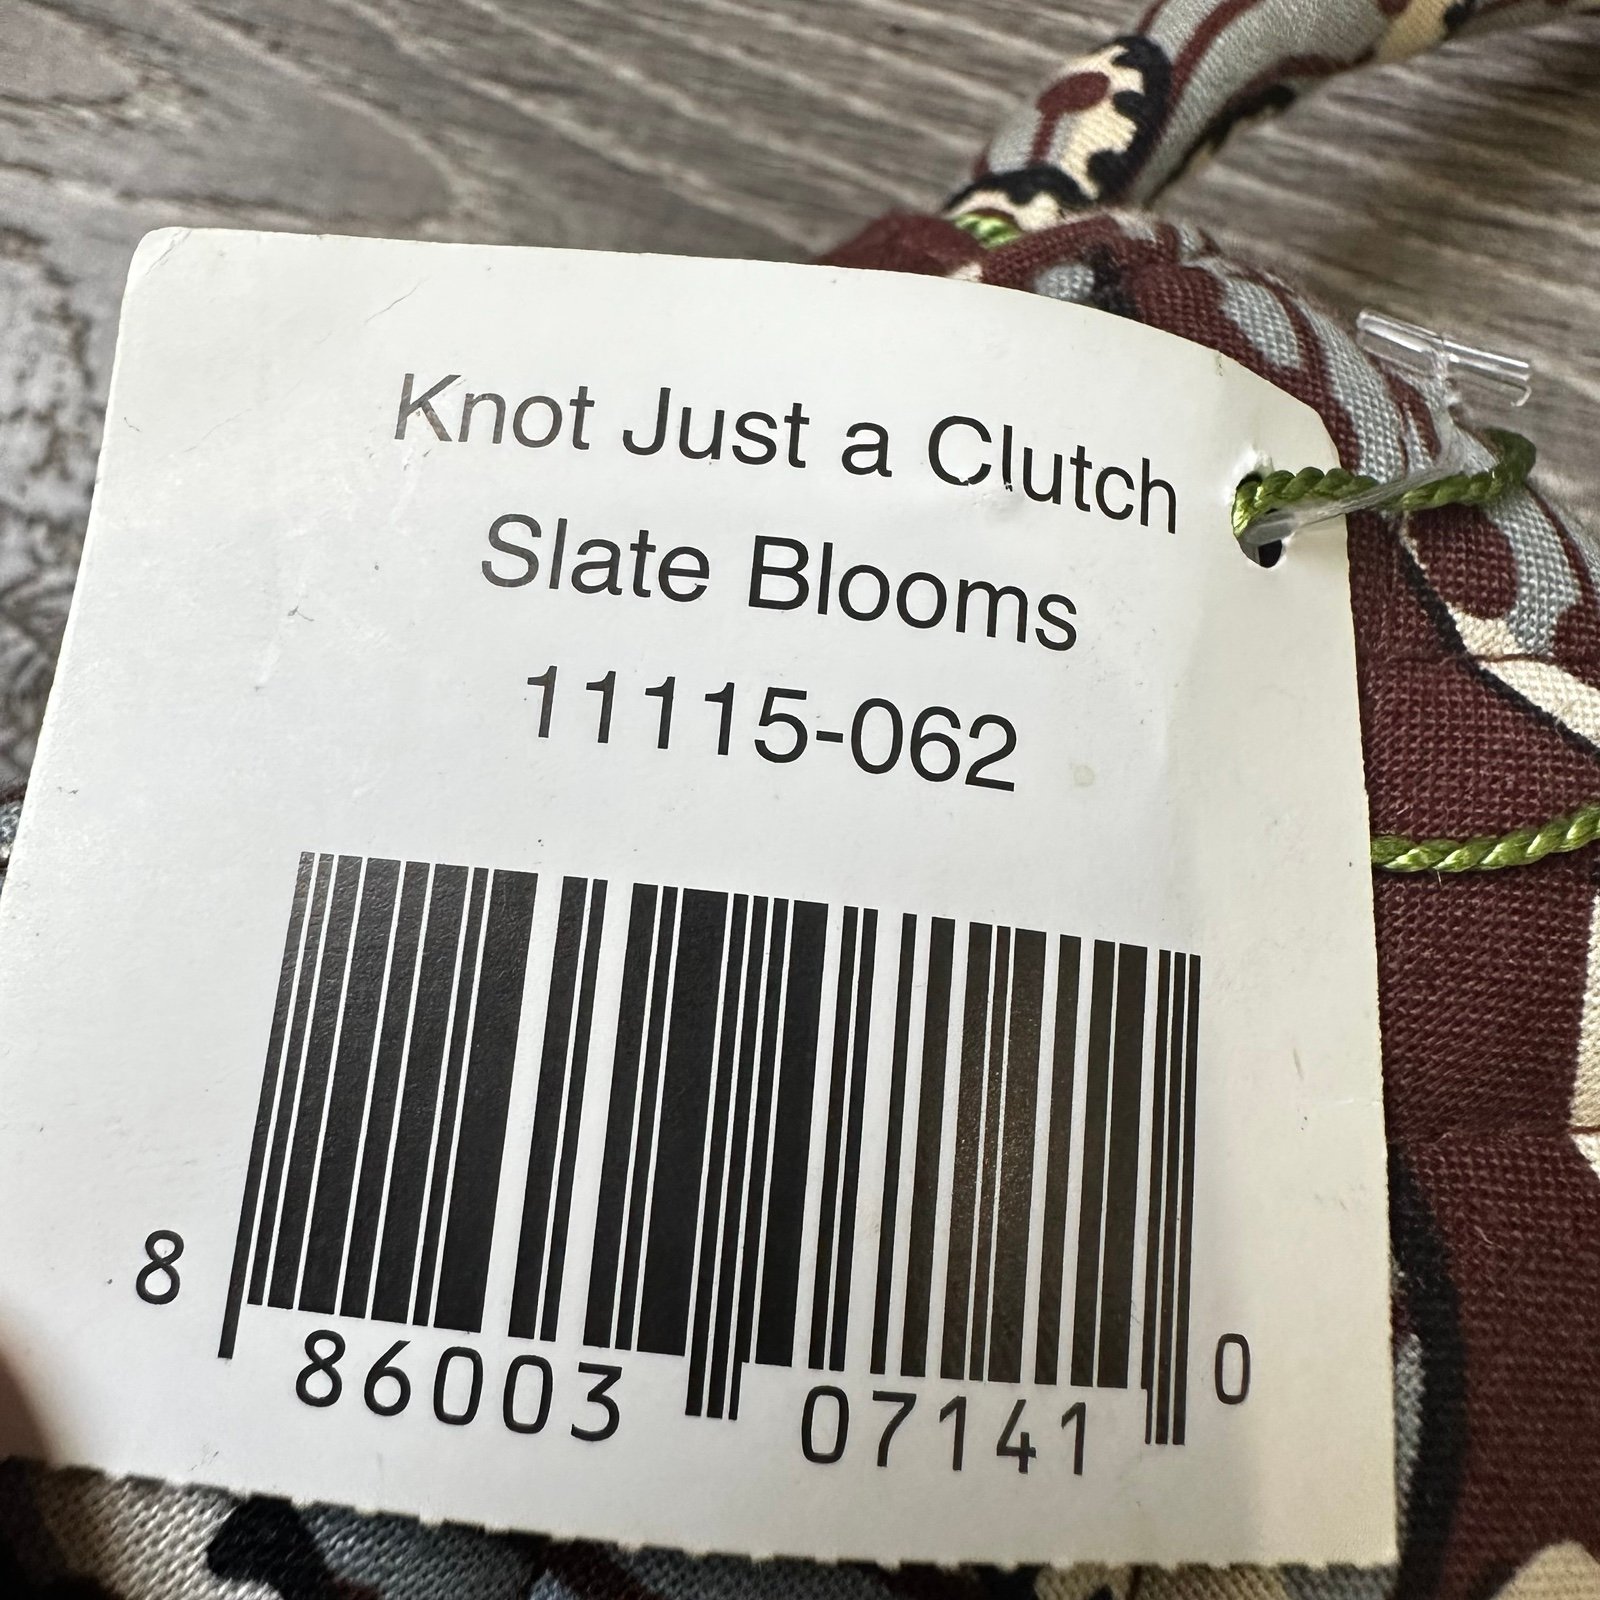 Knot Just a Clutch
Slate Blooms
11115-062
8 86003 07141 0